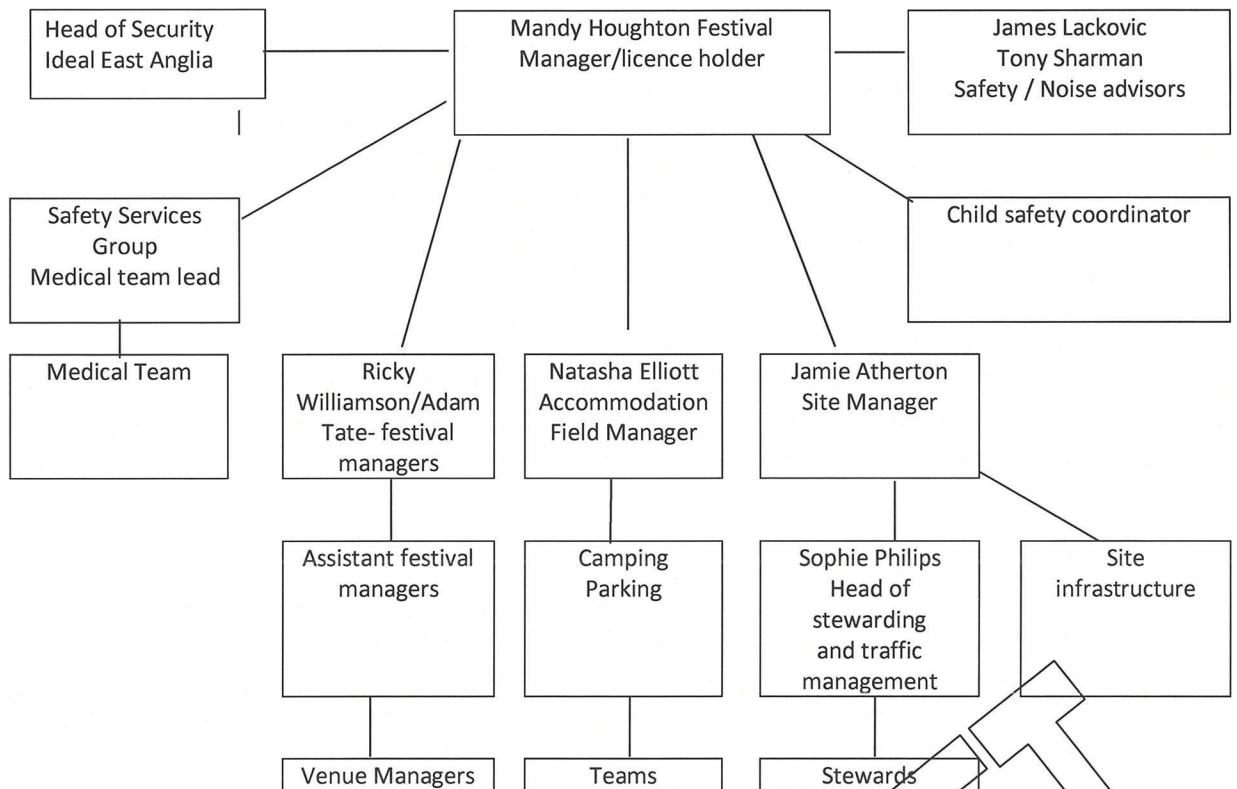 Head of Security
Ideal East Anglia
Mandy Houghton Festival
Manager/licence holder
James Lackovic
Tony Sharman
Safety / Noise advisors
Safety Services
Group
Medical team lead
Child safety coordinator
Medical Team
Ricky
Williamson/Adam
Tate- festival
managers
Natasha Elliott
Accommodation
Field Manager
Jamie Atherton
Site Manager
Assistant festival
managers
Camping
Parking
Sophie Philips
Head of
stewarding
and traffic
management
Site
infrastructure
Venue Managers
Teams
Stewards